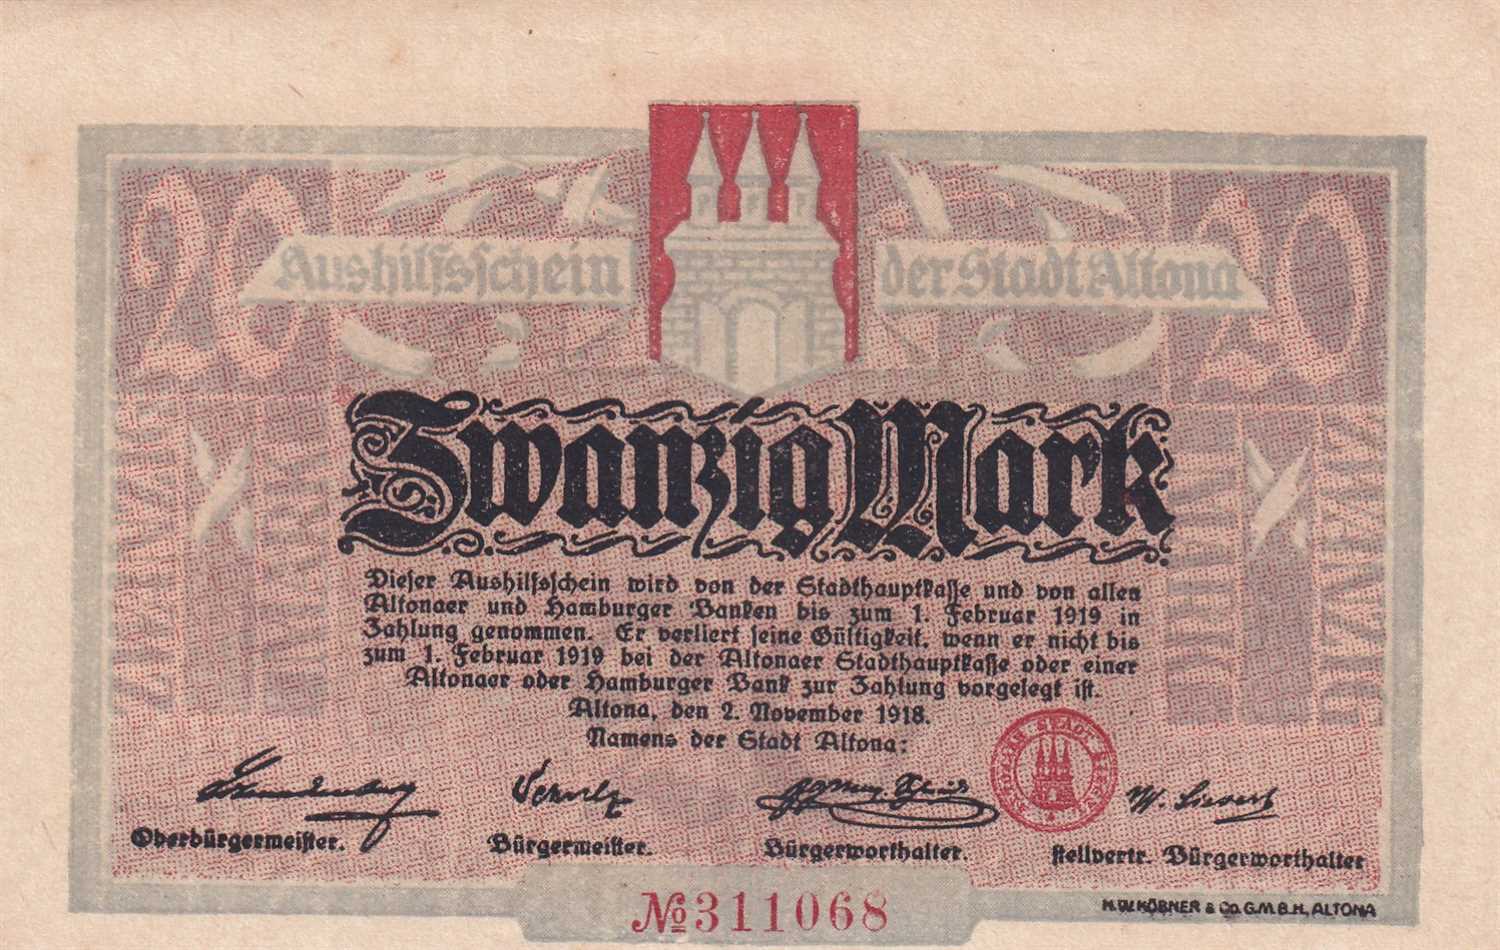 20
20
Aushilfsschein der Stadt Altona
Zwanzig Mark
Dieser Aushilfsschein wird von der Stadthauptkasse und von allen
Altonaer und Hamburger Banken bis zum 1. Februar 1919 in
Zahlung genommen. Er verliert seine Gültigkeit, wenn er nicht bis
zum 1. Februar 1919 bei der Altonaer Stadthauptkasse oder einer
Altonaer oder Hamburger Bank zur Zahlung vorgelegt ist.
Altona, den 2. November 1918.
Namens der Stadt Altona:
Oberbürgermeister.
Bürgermeister.
Bürgerworthalter.
stellvertr. Bürgerworthalter
№ 311068
H.W. KÖBNER & CO. G.M.B.H., ALTONA